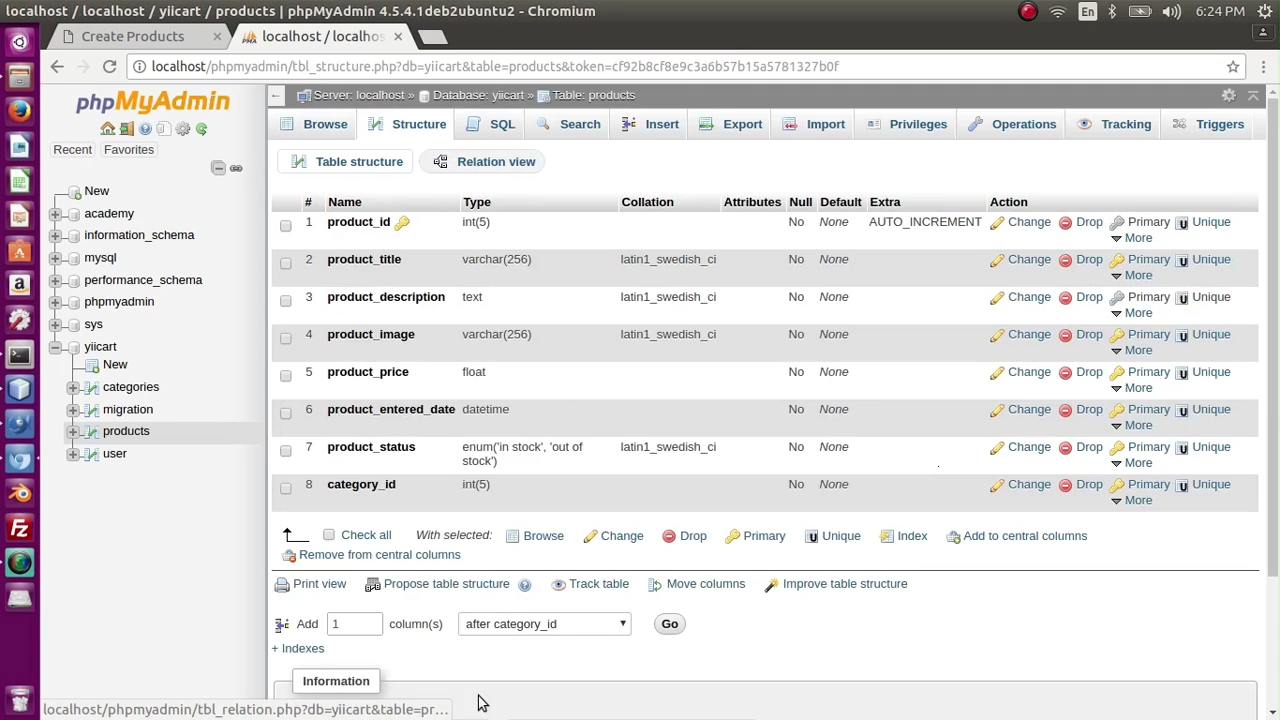 localhost / localhost / yiicart / products | phpMyAdmin 4.5.4.1deb2ubuntu2 - Chromium
En
6:24 PM
Create Products
localhost / localhos
localhost/phpmyadmin/tbl_structure.php?db=yiicart&table=products&token=cf92b8cf8e9c3a6b57b15a5781327b0f
phpMyAdmin
Recent
Favorites
New
academy
information_schema
mysql
performance_schema
phpmyadmin
sys
yiicart
New
categories
migration
products
user
Server: localhost » Database: yiicart » Table: products
Browse Structure SQL Search Insert Export Import Privileges Operations Tracking Triggers
Table structure Relation view
# Name Type Collation Attributes Null Default Extra Action
1 product_id int(5) No None AUTO_INCREMENT Change Drop Primary Unique
More
2 product_title varchar(256) latin1_swedish_ci No None Change Drop Primary Unique
More
3 product_description text latin1_swedish_ci No None Change Drop Primary Unique
More
4 product_image varchar(256) latin1_swedish_ci No None Change Drop Primary Unique
More
5 product_price float No None Change Drop Primary Unique
More
6 product_entered_date datetime No None Change Drop Primary Unique
More
7 product_status enum('in stock', 'out of latin1_swedish_ci No None Change Drop Primary Unique
stock') More
8 category_id int(5) No None Change Drop Primary Unique
More
Check all With selected: Browse Change Drop Primary Unique Index Add to central columns
Remove from central columns
Print view Propose table structure Track table Move columns Improve table structure
Add 1 column(s) after category_id Go
+ Indexes
Information
localhost/phpmyadmin/tbl_relation.php?db=yiicart&table=pr...